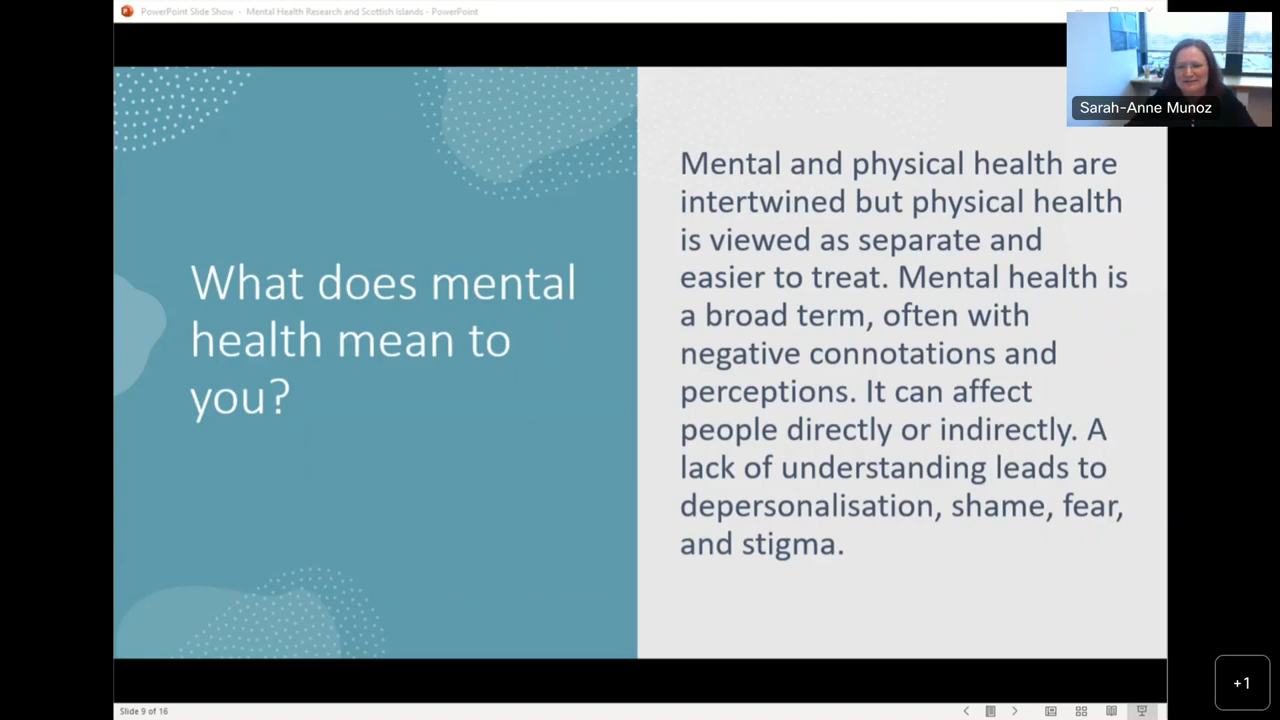 PowerPoint Slide Show - Mental Health Research and Scottish Islands - PowerPoint
Sarah-Anne Munoz
What does mental
health mean to
you?
Mental and physical health are
intertwined but physical health
is viewed as separate and
easier to treat. Mental health is
a broad term, often with
negative connotations and
perceptions. It can affect
people directly or indirectly. A
lack of understanding leads to
depersonalisation, shame, fear,
and stigma.
+1
Slide 9 of 16